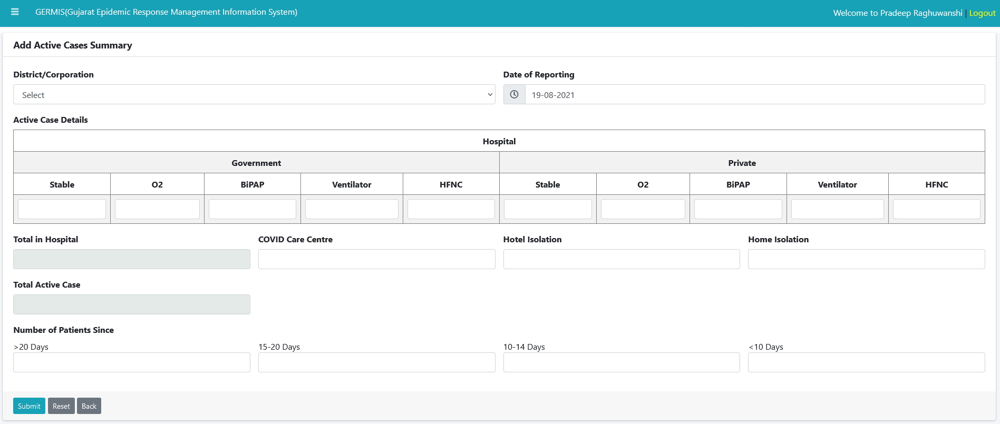 GERMIS(Gujarat Epidemic Response Management Information System)
Welcome to Pradeep Raghuwanshi | Logout
Add Active Cases Summary
District/Corporation
Date of Reporting
Select
19-08-2021
Active Case Details
Hospital
Government Private
Stable O2 BiPAP Ventilator HFNC Stable O2 BiPAP Ventilator HFNC
Total in Hospital COVID Care Centre Hotel Isolation Home Isolation
Total Active Case
Number of Patients Since
>20 Days 15-20 Days 10-14 Days <10 Days
Submit Reset Back